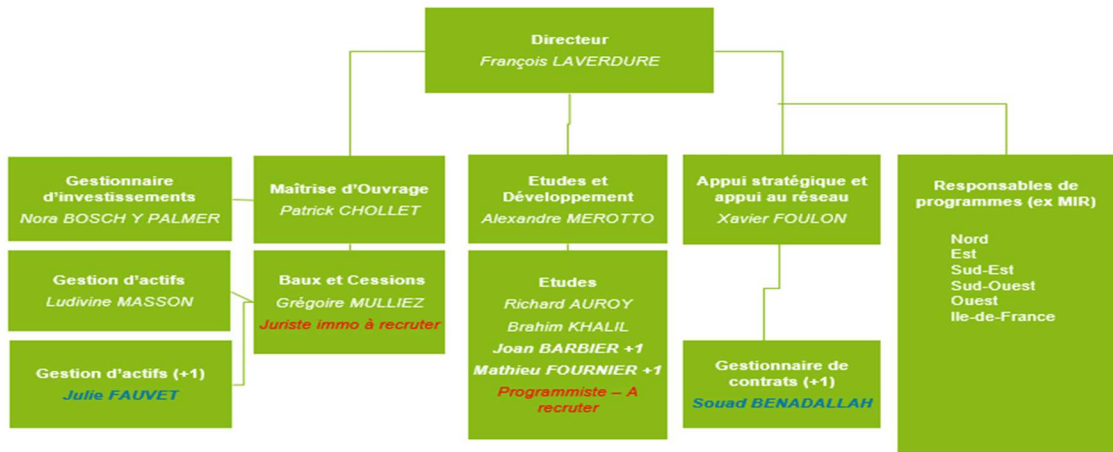 Directeur
François LAVERDURE
Gestionnaire
d'investissements
Nora BOSCH Y PALMER
Maîtrise d'Ouvrage
Patrick CHOLLET
Etudes et
Développement
Alexandre MEROTTO
Appui stratégique et
appui au réseau
Xavier FOULON
Responsables de
programmes (ex MIR)
Nord
Est
Sud-Est
Sud-Ouest
Ouest
Ile-de-France
Gestion d'actifs
Ludivine MASSON
Baux et Cessions
Grégoire MULLIEZ
Juriste immo à recruter
Etudes
Richard AUROY
Brahim KHALIL
Joan BARBIER +1
Mathieu FOURNIER +1
Programmiste – A
recruter
Gestion d'actifs (+1)
Julie FAUVET
Gestionnaire de
contrats (+1)
Souad BENADALLAH